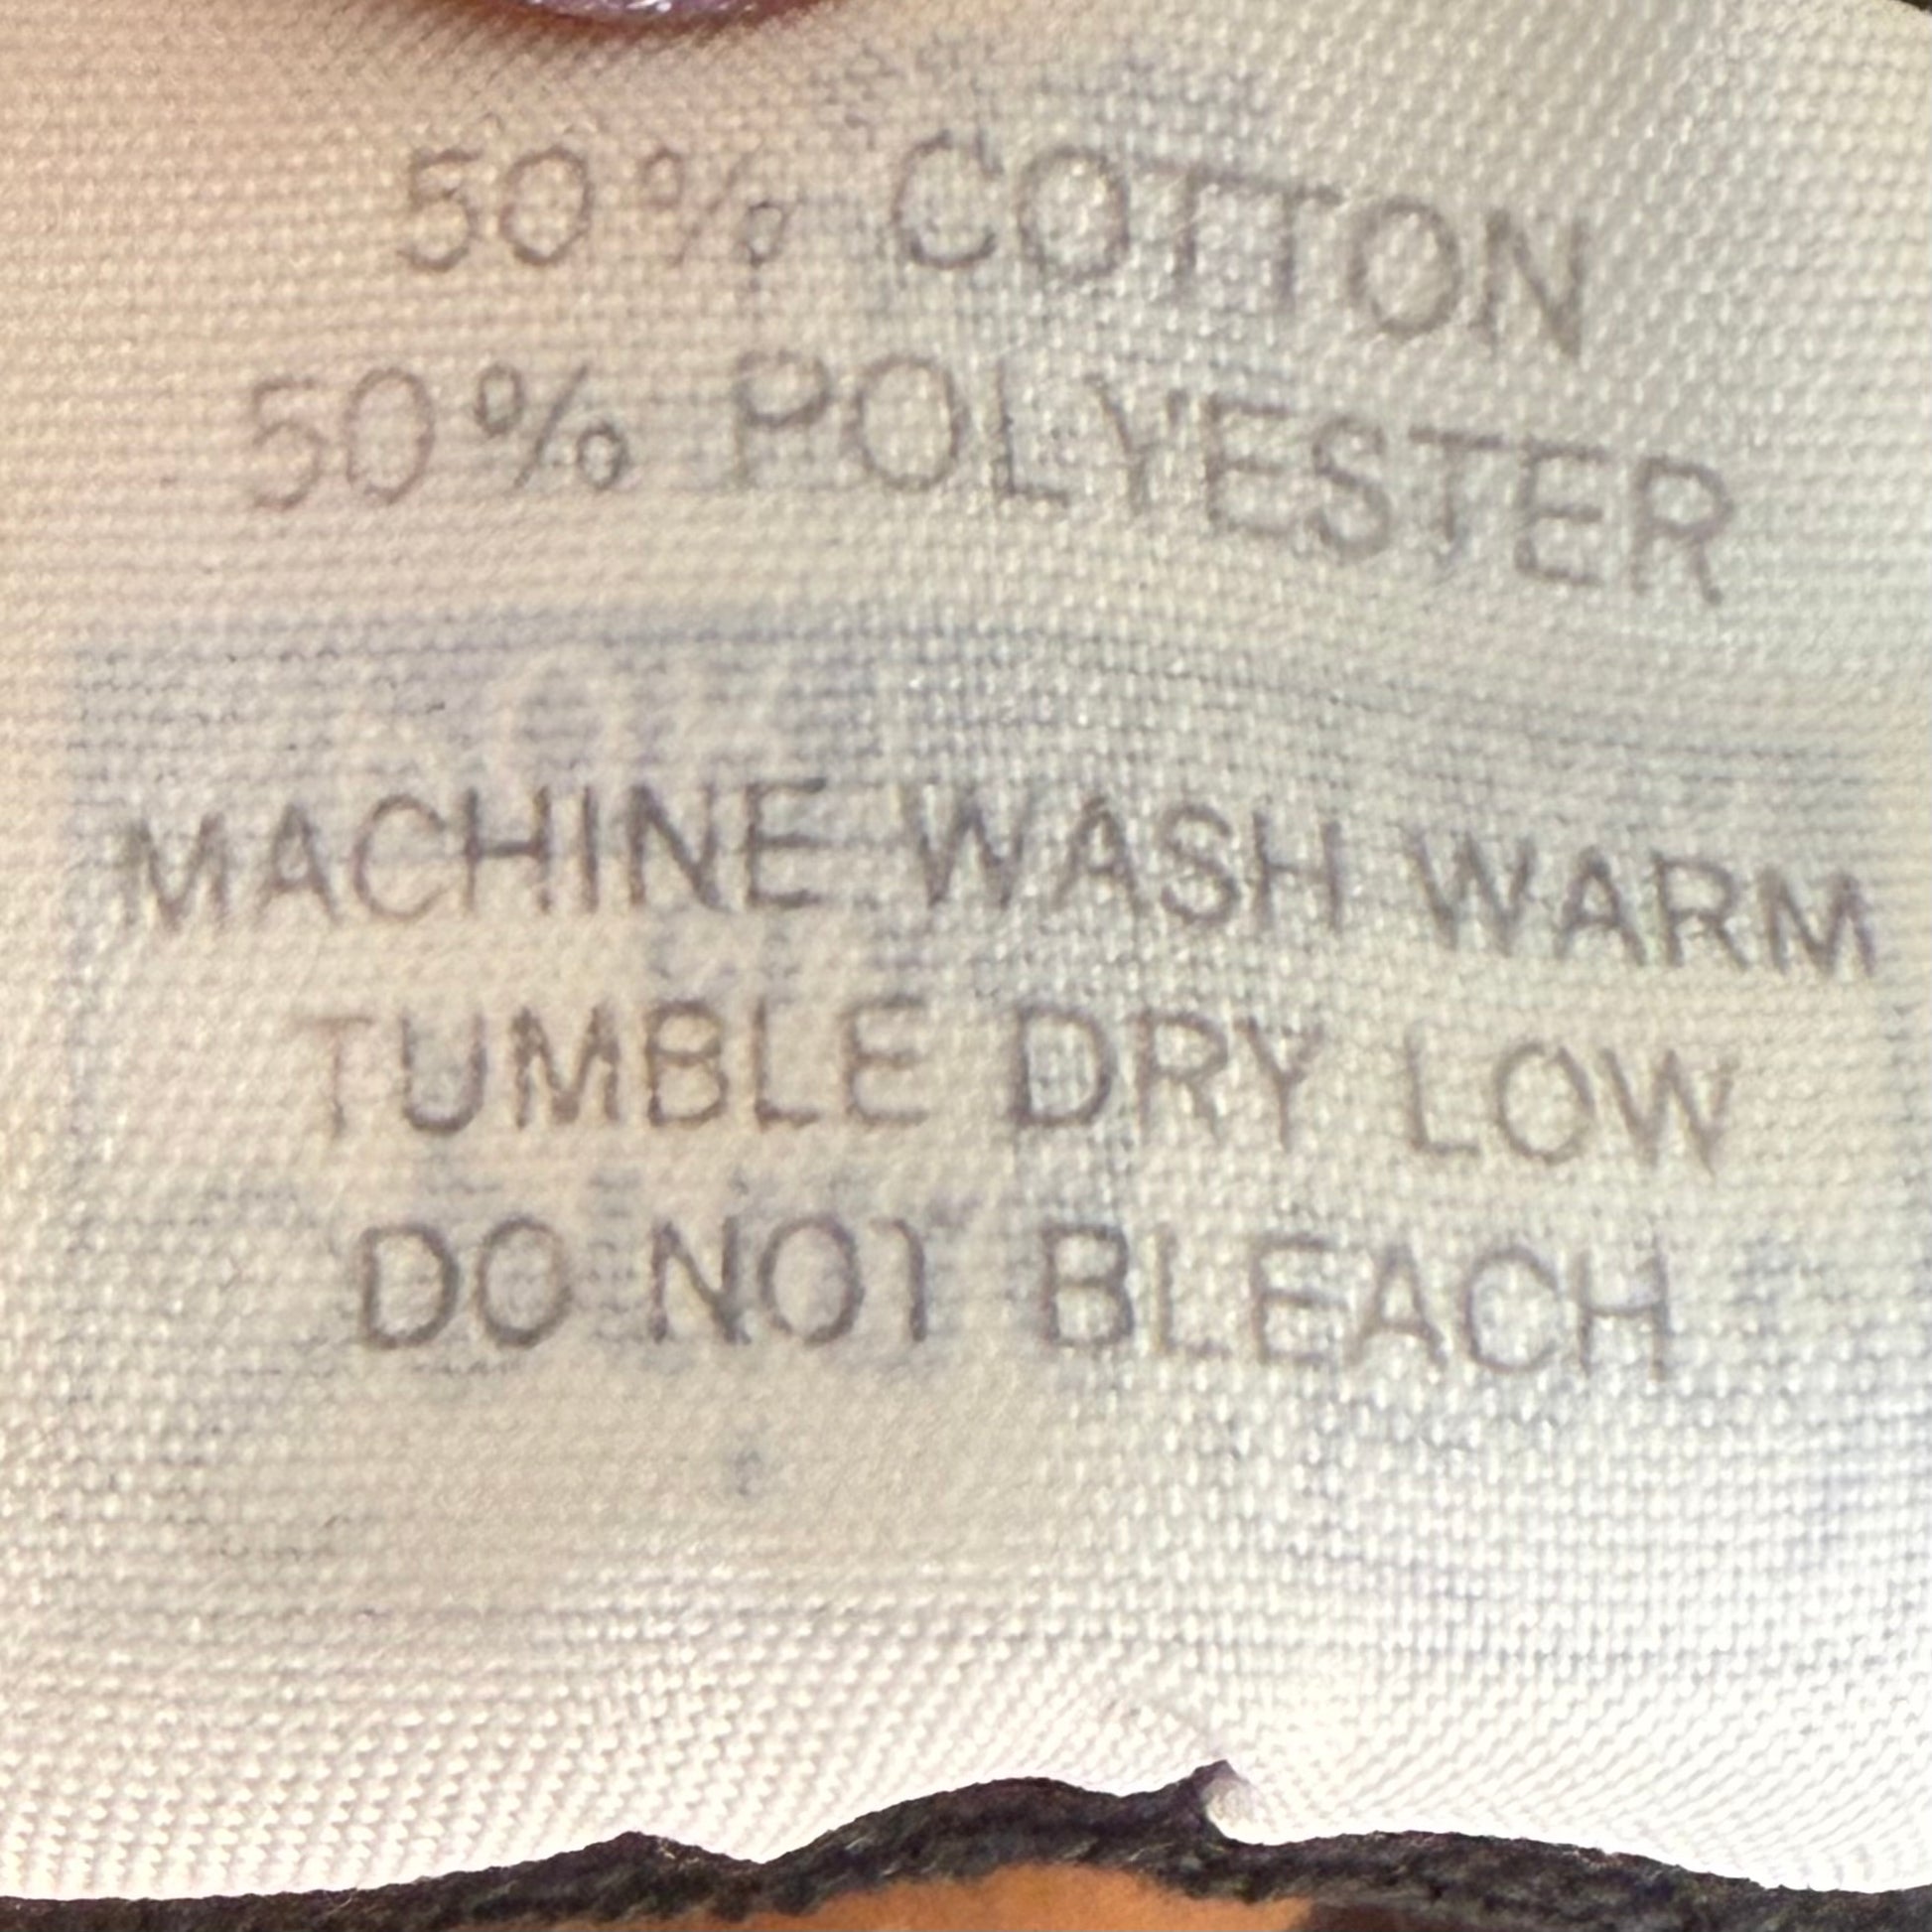 50% COTTON
50% POLYESTER
MACHINE WASH WARM
TUMBLE DRY LOW
DO NOT BLEACH